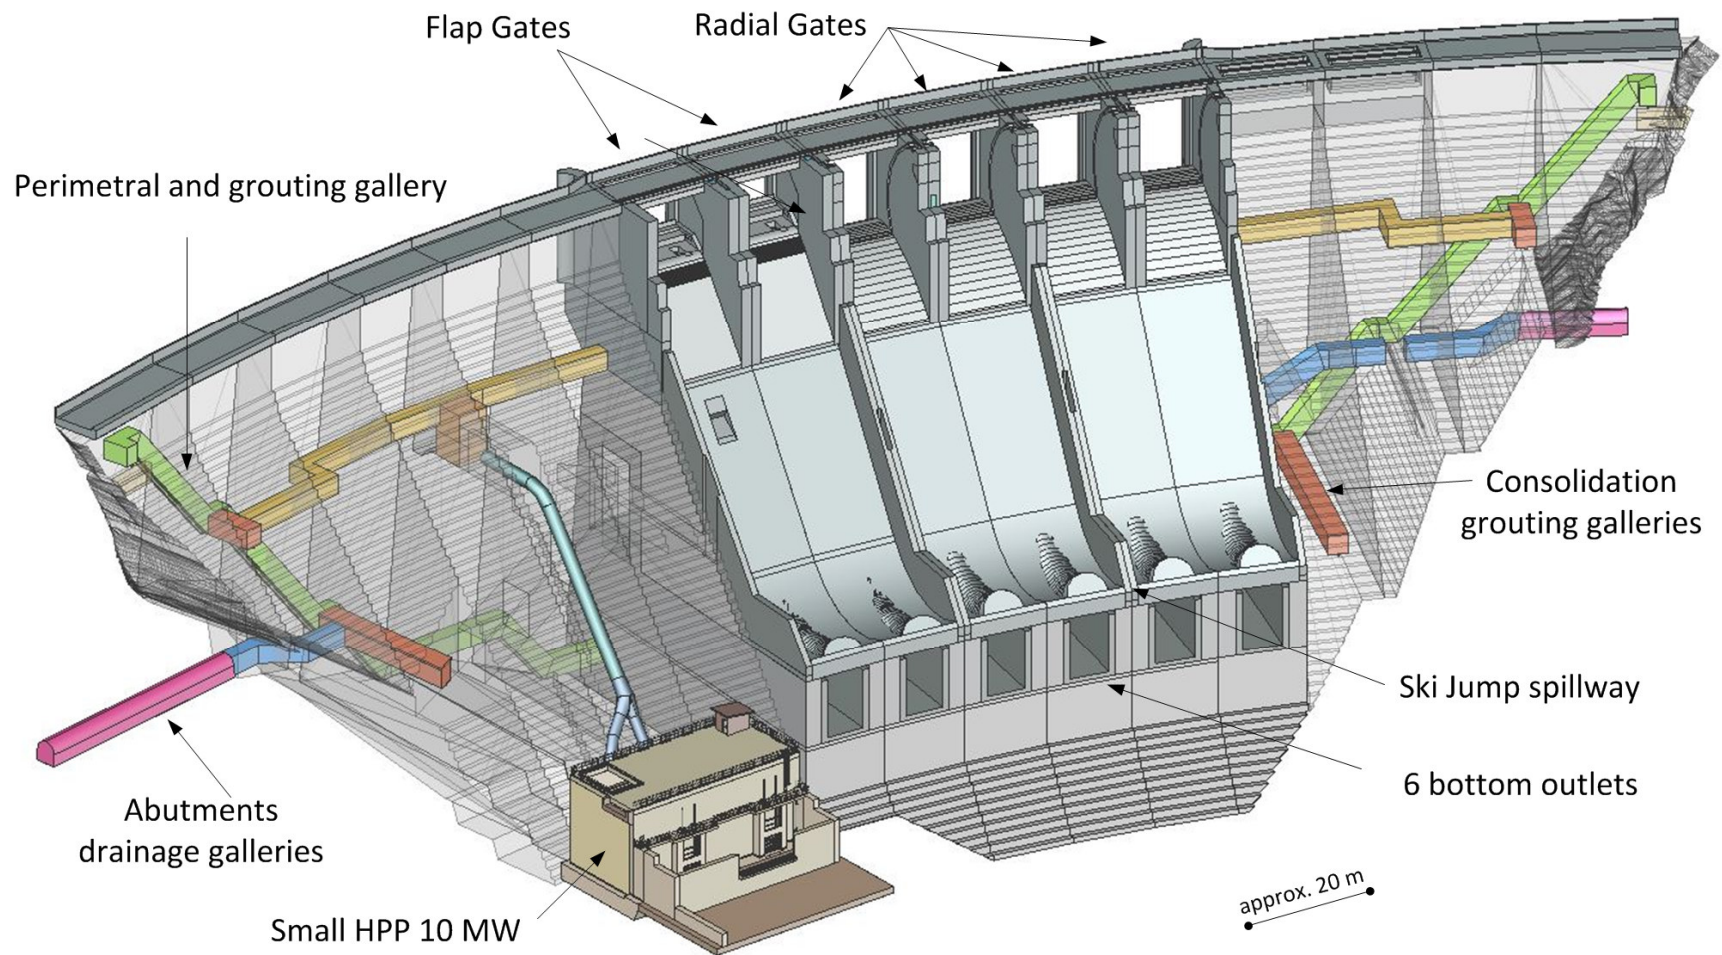 Flap Gates
Radial Gates
Perimetral and grouting gallery
Consolidation
grouting galleries
Ski Jump spillway
6 bottom outlets
Abutments
drainage galleries
approx. 20 m
Small HPP 10 MW